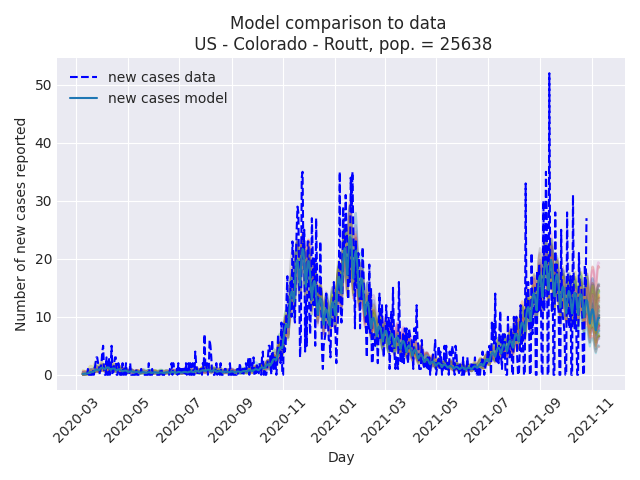 Model comparison to data
US - Colorado - Routt, pop. = 25638
new cases data
new cases model
Number of new cases reported
50
40
30
20
10
0
2020-03
2020-05
2020-07
2020-09
2020-11
2021-01
2021-03
2021-05
2021-07
2021-09
2021-11
Day